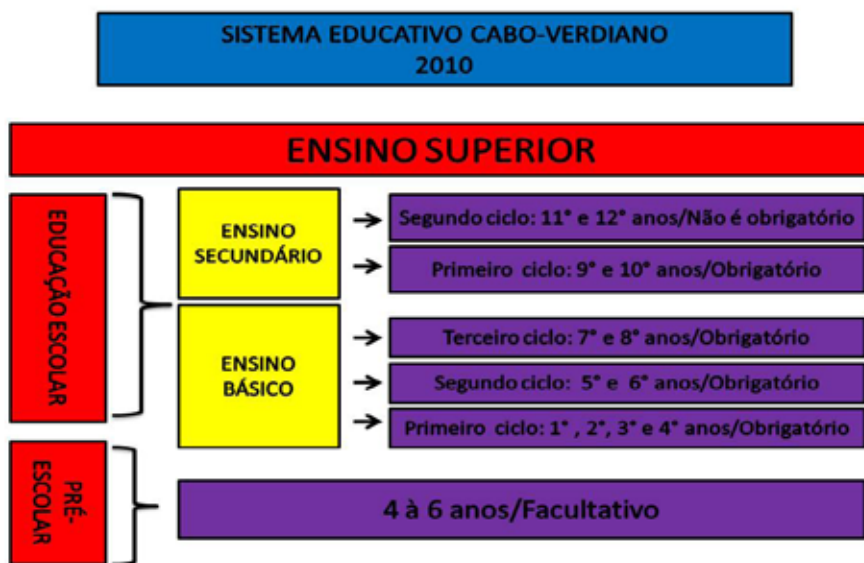 SISTEMA EDUCATIVO CABO-VERDIANO
2010
ENSINO SUPERIOR
EDUCAÇÃO ESCOLAR
ENSINO
SECUNDÁRIO
Segundo ciclo: 11° e 12° anos/Não é obrigatório
Primeiro ciclo: 9° e 10° anos/Obrigatório
ENSINO
BÁSICO
Terceiro ciclo: 7° e 8° anos/Obrigatório
Segundo ciclo: 5° e 6° anos/Obrigatório
Primeiro ciclo: 1° , 2°, 3° e 4° anos/Obrigatório
PRÉ-
ESCOLAR
4 à 6 anos/Facultativo